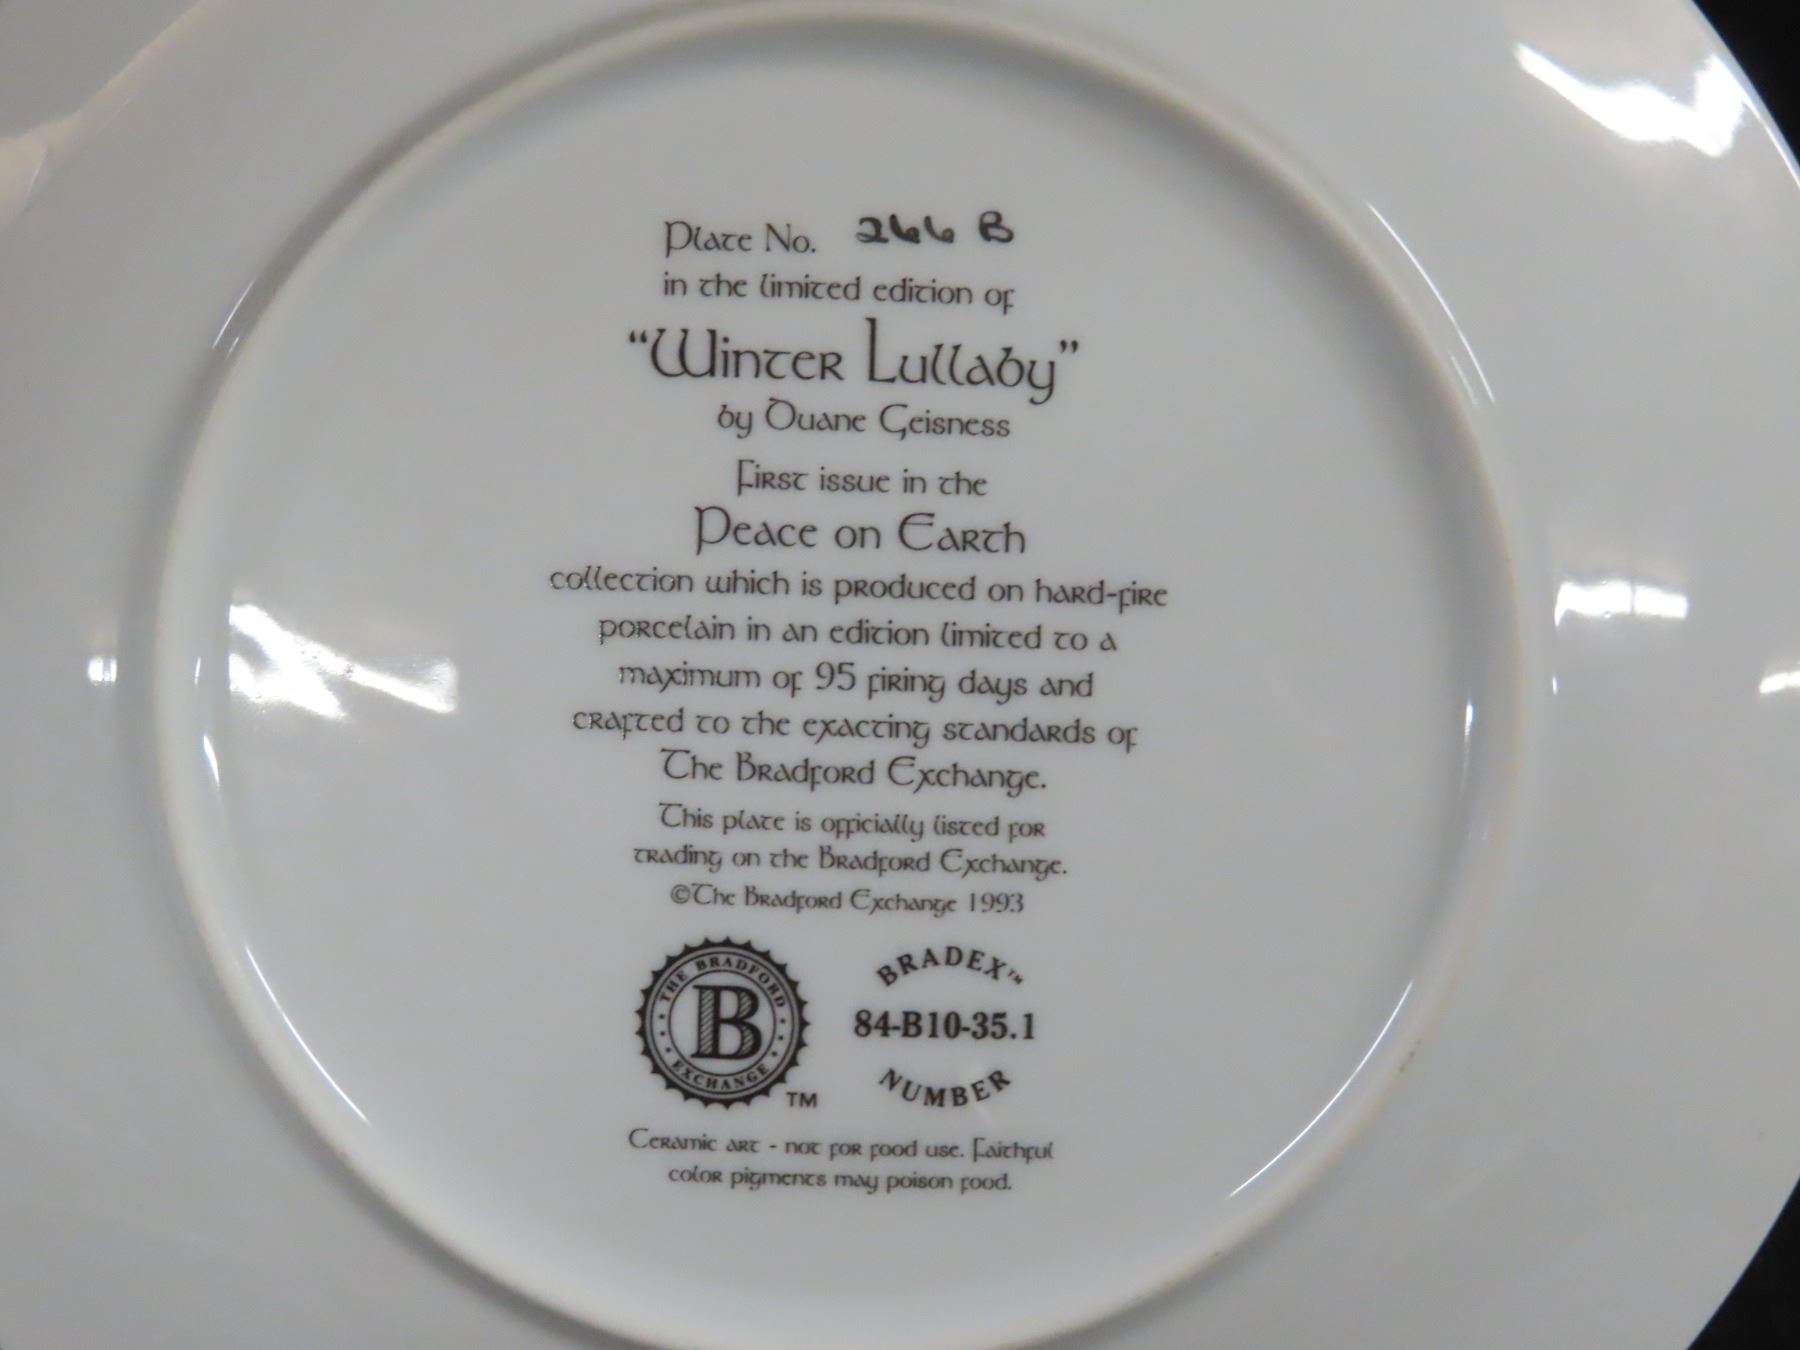 Plate No. 266 B
in the limited edition of
“Winter Lullaby”
by Duane Geisness
First issue in the
Peace on Earth
collection which is produced on hard-fire
porcelain in an edition limited to a
maximum of 95 firing days and
crafted to the exacting standards of
The Bradford Exchange.
This plate is officially listed for
trading on the Bradford Exchange.
©The Bradford Exchange 1993
THE BRADFORD
B
EXCHANGE
TM
BRADEX™
84-B10-35.1
NUMBER
Ceramic art - not for food use. Faithful
color pigments may poison food.